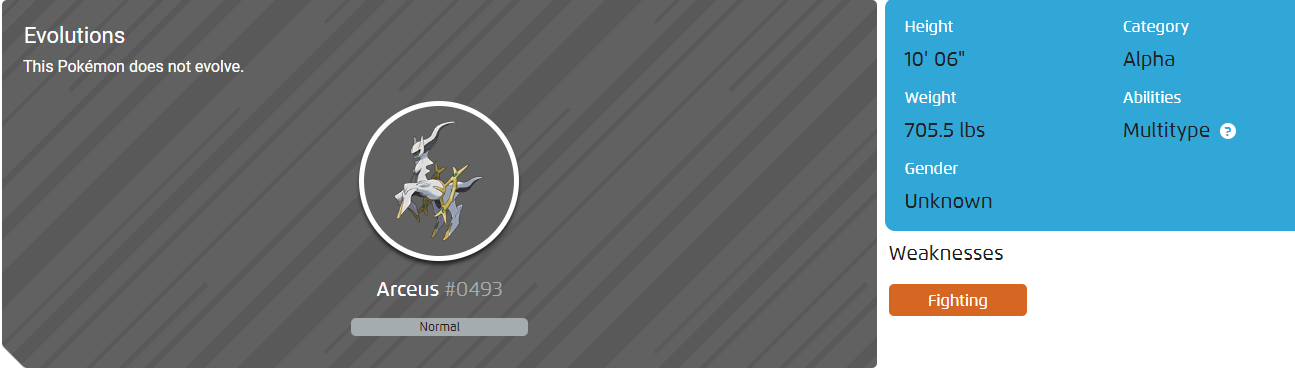 Evolutions
This Pokémon does not evolve.
Arceus #0493
Normal
Height
10' 06"
Weight
705.5 lbs
Gender
Unknown
Category
Alpha
Abilities
Multitype ?
Weaknesses
Fighting